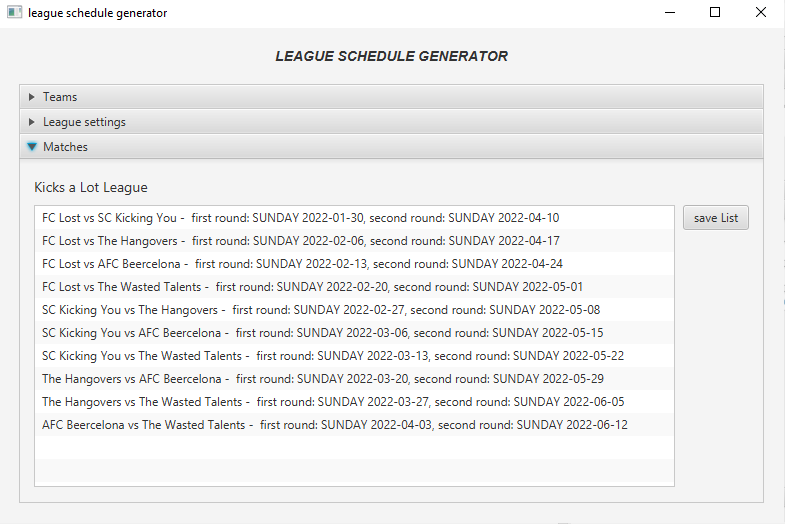 league schedule generator
LEAGUE SCHEDULE GENERATOR
Teams
League settings
Matches
Kicks a Lot League
FC Lost vs SC Kicking You -  first round: SUNDAY 2022-01-30, second round: SUNDAY 2022-04-10
save List
FC Lost vs The Hangovers -  first round: SUNDAY 2022-02-06, second round: SUNDAY 2022-04-17
FC Lost vs AFC Beercelona -  first round: SUNDAY 2022-02-13, second round: SUNDAY 2022-04-24
FC Lost vs The Wasted Talents -  first round: SUNDAY 2022-02-20, second round: SUNDAY 2022-05-01
SC Kicking You vs The Hangovers -  first round: SUNDAY 2022-02-27, second round: SUNDAY 2022-05-08
SC Kicking You vs AFC Beercelona -  first round: SUNDAY 2022-03-06, second round: SUNDAY 2022-05-15
SC Kicking You vs The Wasted Talents -  first round: SUNDAY 2022-03-13, second round: SUNDAY 2022-05-22
The Hangovers vs AFC Beercelona -  first round: SUNDAY 2022-03-20, second round: SUNDAY 2022-05-29
The Hangovers vs The Wasted Talents -  first round: SUNDAY 2022-03-27, second round: SUNDAY 2022-06-05
AFC Beercelona vs The Wasted Talents -  first round: SUNDAY 2022-04-03, second round: SUNDAY 2022-06-12